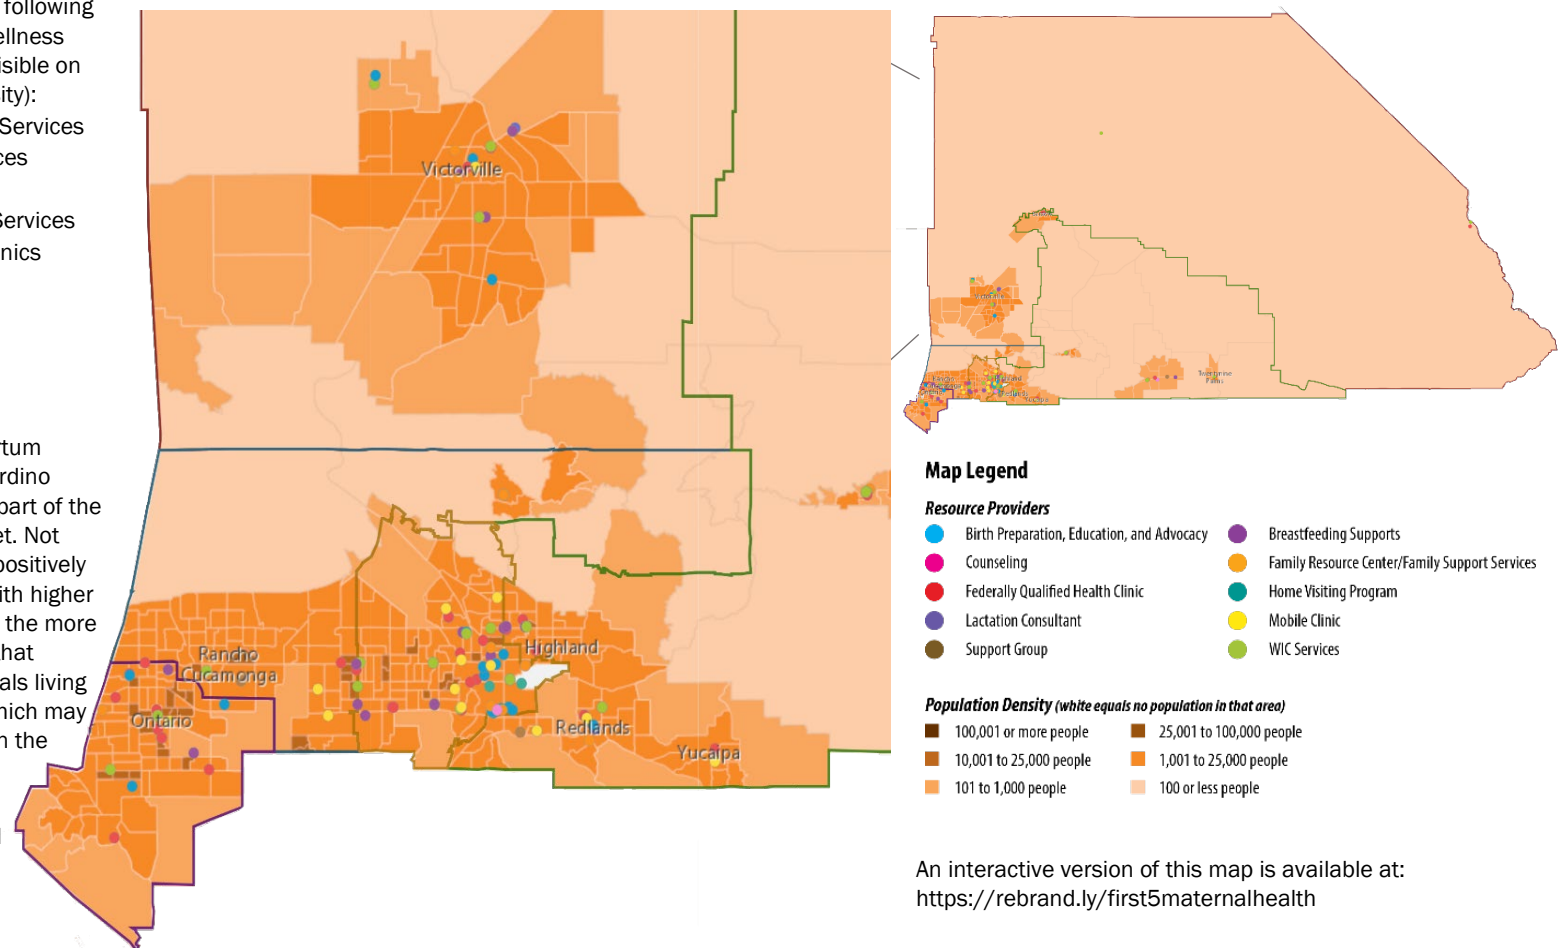 following
ellness
isible on
sity):
Services
ces
Services
nics
rtum
rdino
part of the
et. Not
positively
ith higher
the more
hat
als living
hich may
n the
Victorville
Rancho
Cucamonga
Highland
Ontario
Redlands
Yucaipa
Victorville
Twentynine
Palms
Map Legend
Resource Providers
Birth Preparation, Education, and Advocacy
Counseling
Federally Qualified Health Clinic
Lactation Consultant
Support Group
Breastfeeding Supports
Family Resource Center/Family Support Services
Home Visiting Program
Mobile Clinic
WIC Services
Population Density (white equals no population in that area)
100,001 or more people
10,001 to 25,000 people
101 to 1,000 people
25,001 to 100,000 people
1,001 to 25,000 people
100 or less people
An interactive version of this map is available at:
https://rebrand.ly/first5maternalhealth